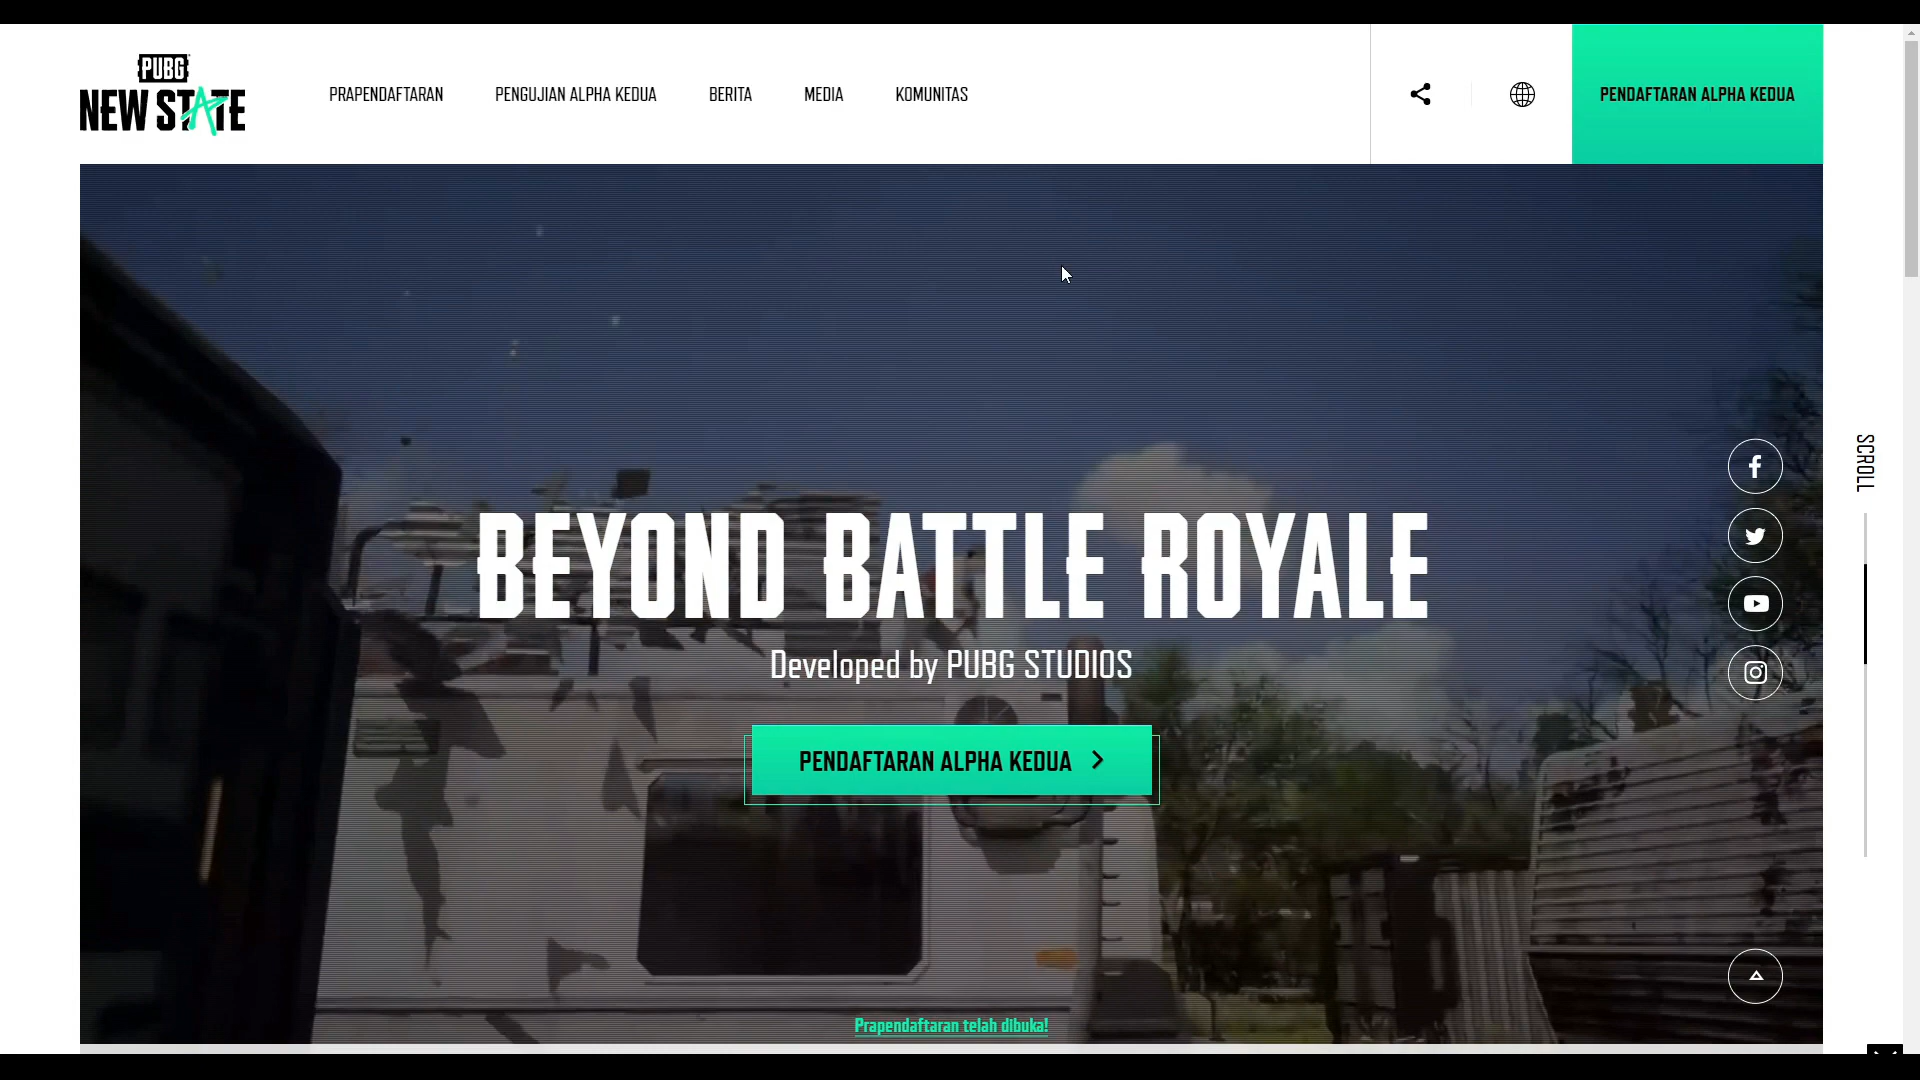 PUBG
NEW STATE
PRAPENDAFTARAN
PENGUJIAN ALPHA KEDUA
BERITA
MEDIA
KOMUNITAS
PENDAFTARAN ALPHA KEDUA
SCROLL
BEYOND BATTLE ROYALE
Developed by PUBG STUDIOS
PENDAFTARAN ALPHA KEDUA
Prapendaftaran telah dibuka!